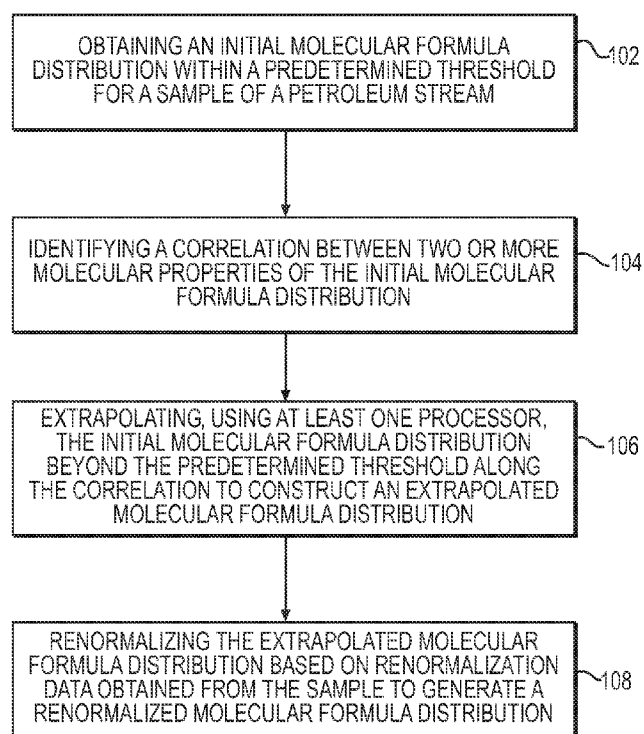 OBTAINING AN INITIAL MOLECULAR FORMULA
DISTRIBUTION WITHIN A PREDETERMINED THRESHOLD
FOR A SAMPLE OF A PETROLEUM STREAM
102
IDENTIFYING A CORRELATION BETWEEN TWO OR MORE
MOLECULAR PROPERTIES OF THE INITIAL MOLECULAR
FORMULA DISTRIBUTION
104
EXTRAPOLATING, USING AT LEAST ONE PROCESSOR,
THE INITIAL MOLECULAR FORMULA DISTRIBUTION
BEYOND THE PREDETERMINED THRESHOLD ALONG
THE CORRELATION TO CONSTRUCT AN EXTRAPOLATED
MOLECULAR FORMULA DISTRIBUTION
106
RENORMALIZING THE EXTRAPOLATED MOLECULAR
FORMULA DISTRIBUTION BASED ON RENORMALIZATION
DATA OBTAINED FROM THE SAMPLE TO GENERATE A
RENORMALIZED MOLECULAR FORMULA DISTRIBUTION
108